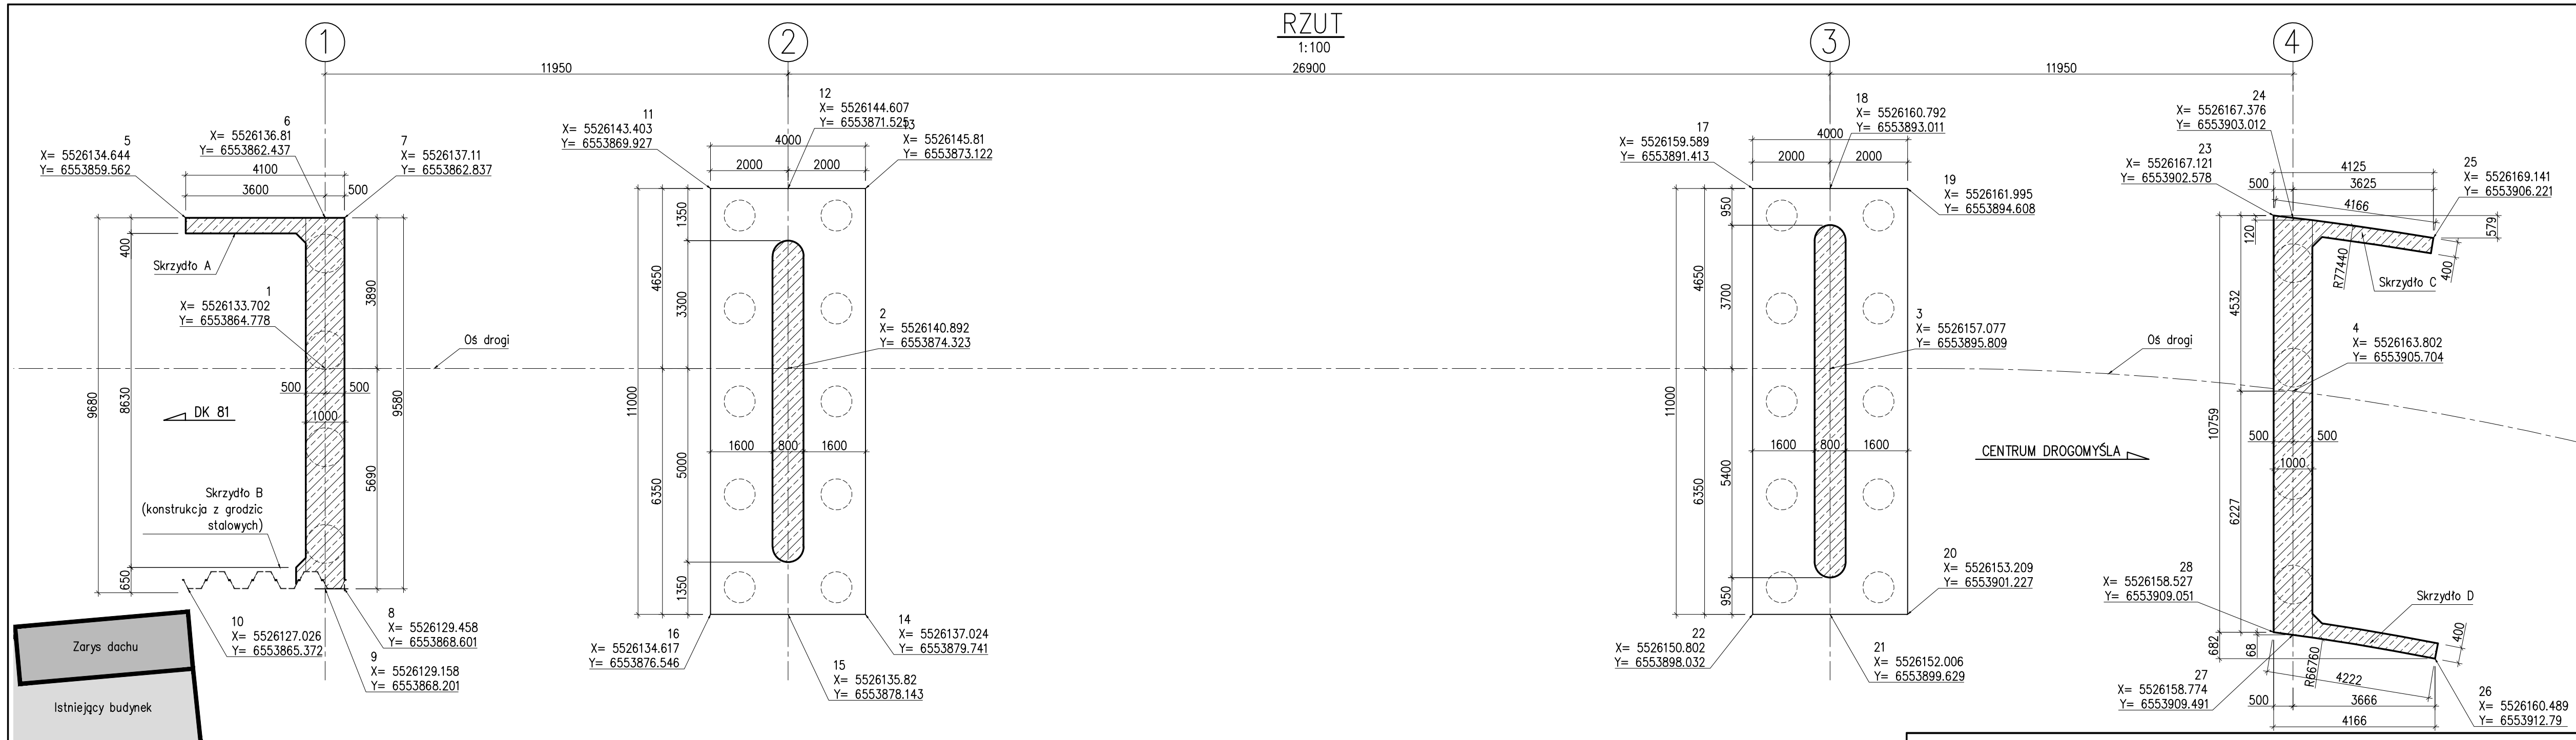 RZUT
1:100
1
2
3
4
11950
26900
11950
5
X= 5526134.644
Y= 6553859.562
6
X= 5526136.81
Y= 6553862.437
7
X= 5526137.11
Y= 6553862.837
4100
3600
500
400
Skrzydło A
1
X= 5526133.702
Y= 6553864.778
3890
Oś drogi
500
500
9680
8630
9580
DK 81
1000
5690
Skrzydło B
(konstrukcja z grodzic
stalowych)
650
10
X= 5526127.026
Y= 6553865.372
8
X= 5526129.458
Y= 6553868.601
9
X= 5526129.158
Y= 6553868.201
Zarys dachu
Istniejący budynek
11
X= 5526143.403
Y= 6553869.927
12
X= 5526144.607
Y= 6553871.525
13
X= 5526145.81
Y= 6553873.122
4000
2000
2000
1350
4650
3300
2
X= 5526140.892
Y= 6553874.323
11000
1600
800
1600
5000
6350
1350
16
X= 5526134.617
Y= 6553876.546
14
X= 5526137.024
Y= 6553879.741
15
X= 5526135.82
Y= 6553878.143
17
X= 5526159.589
Y= 6553891.413
18
X= 5526160.792
Y= 6553893.011
4000
2000
2000
19
X= 5526161.995
Y= 6553894.608
950
4650
3700
3
X= 5526157.077
Y= 6553895.809
11000
1600
800
1600
5400
6350
950
20
X= 5526153.209
Y= 6553901.227
22
X= 5526150.802
Y= 6553898.032
21
X= 5526152.006
Y= 6553899.629
Oś drogi
CENTRUM DROGOMYŚLA
24
X= 5526167.376
Y= 6553903.012
23
X= 5526167.121
Y= 6553902.578
25
X= 5526169.141
Y= 6553906.221
4125
500
3625
4166
120
579
400
R77440
Skrzydło C
4532
4
X= 5526163.802
Y= 6553905.704
10759
500
500
1000
6227
28
X= 5526158.527
Y= 6553909.051
Skrzydło D
400
682
68
R66760
4222
27
X= 5526158.774
Y= 6553909.491
500
3666
4166
26
X= 5526160.489
Y= 6553912.79